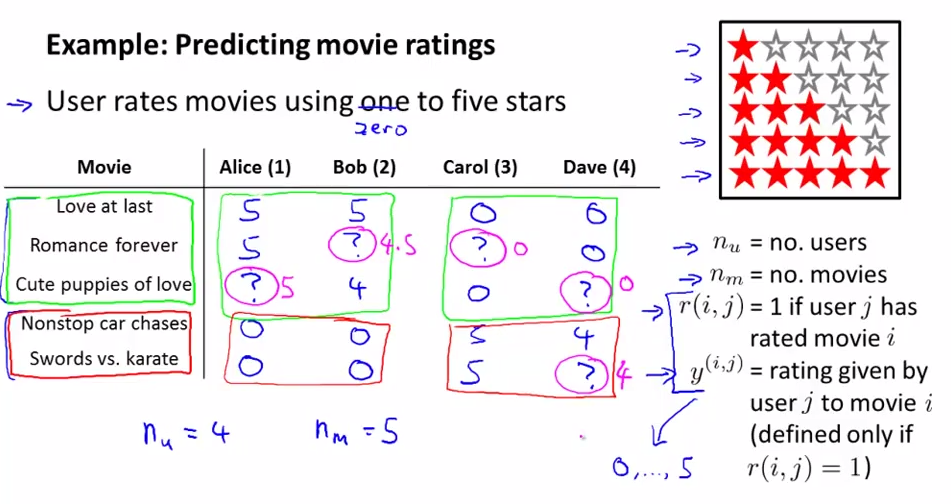 Example: Predicting movie ratings
→ User rates movies using one to five stars
zero
Movie Alice (1) Bob (2) Carol (3) Dave (4)
Love at last 5 5 0 0
Romance forever 5 ? 4.5 ? 0 0
Cute puppies of love ? 5 4 0 ? 0
Nonstop car chases 0 0 5 4
Swords vs. karate 0 0 5 ? 4
→ n_u = no. users
→ n_m = no. movies
→ r(i, j) = 1 if user j has
rated movie i
→ y^(i,j) = rating given by
user j to movie i
(defined only if
r(i, j) = 1)
n_u = 4 n_m = 5
0,...,5